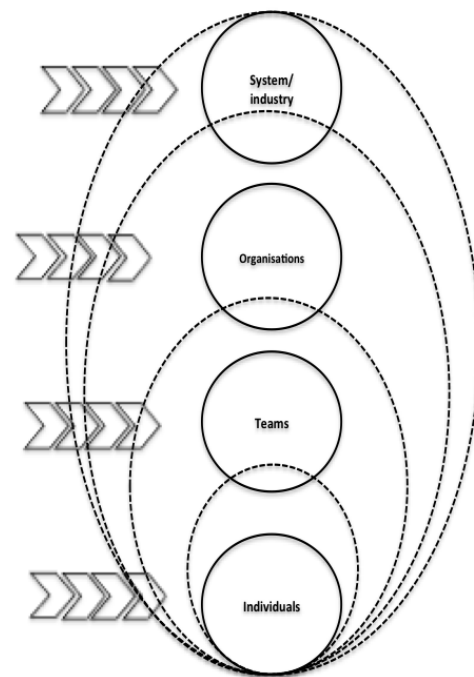 System/
industry
Organisations
Teams
Individuals